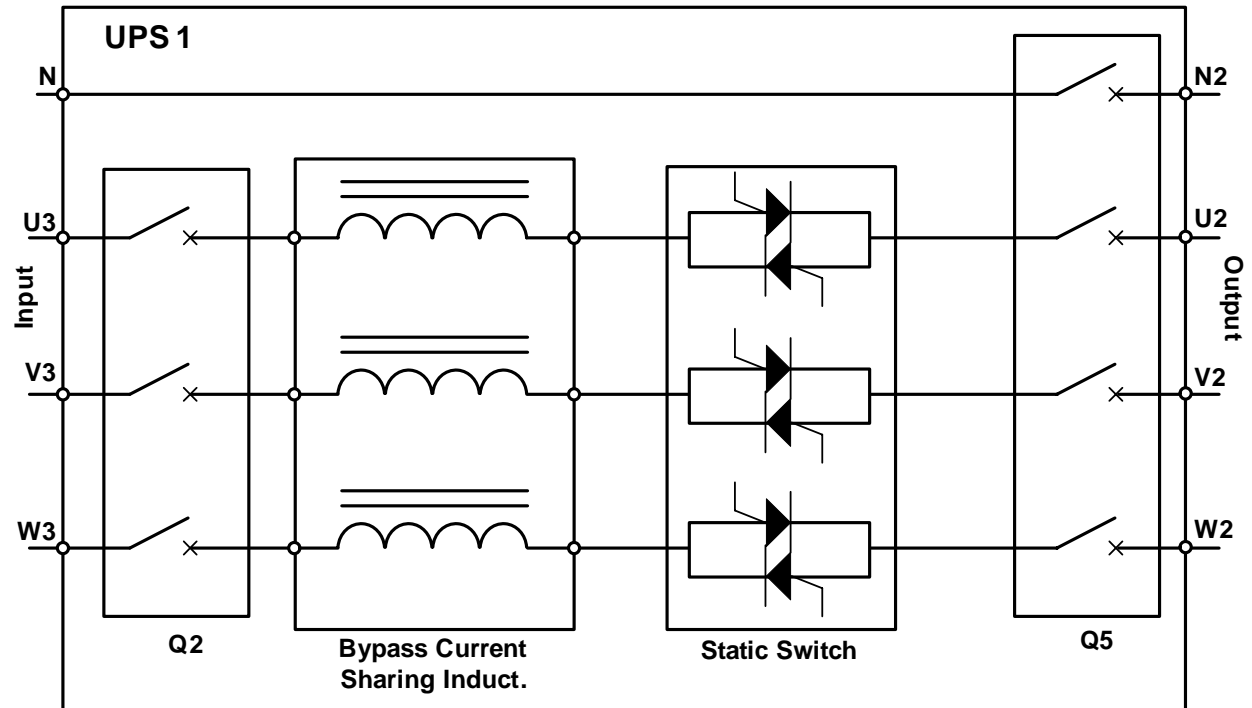 UPS 1
N
N2
U3
U2
Input
Output
V3
V2
W3
W2
Q2
Bypass Current
Sharing Induct.
Static Switch
Q5